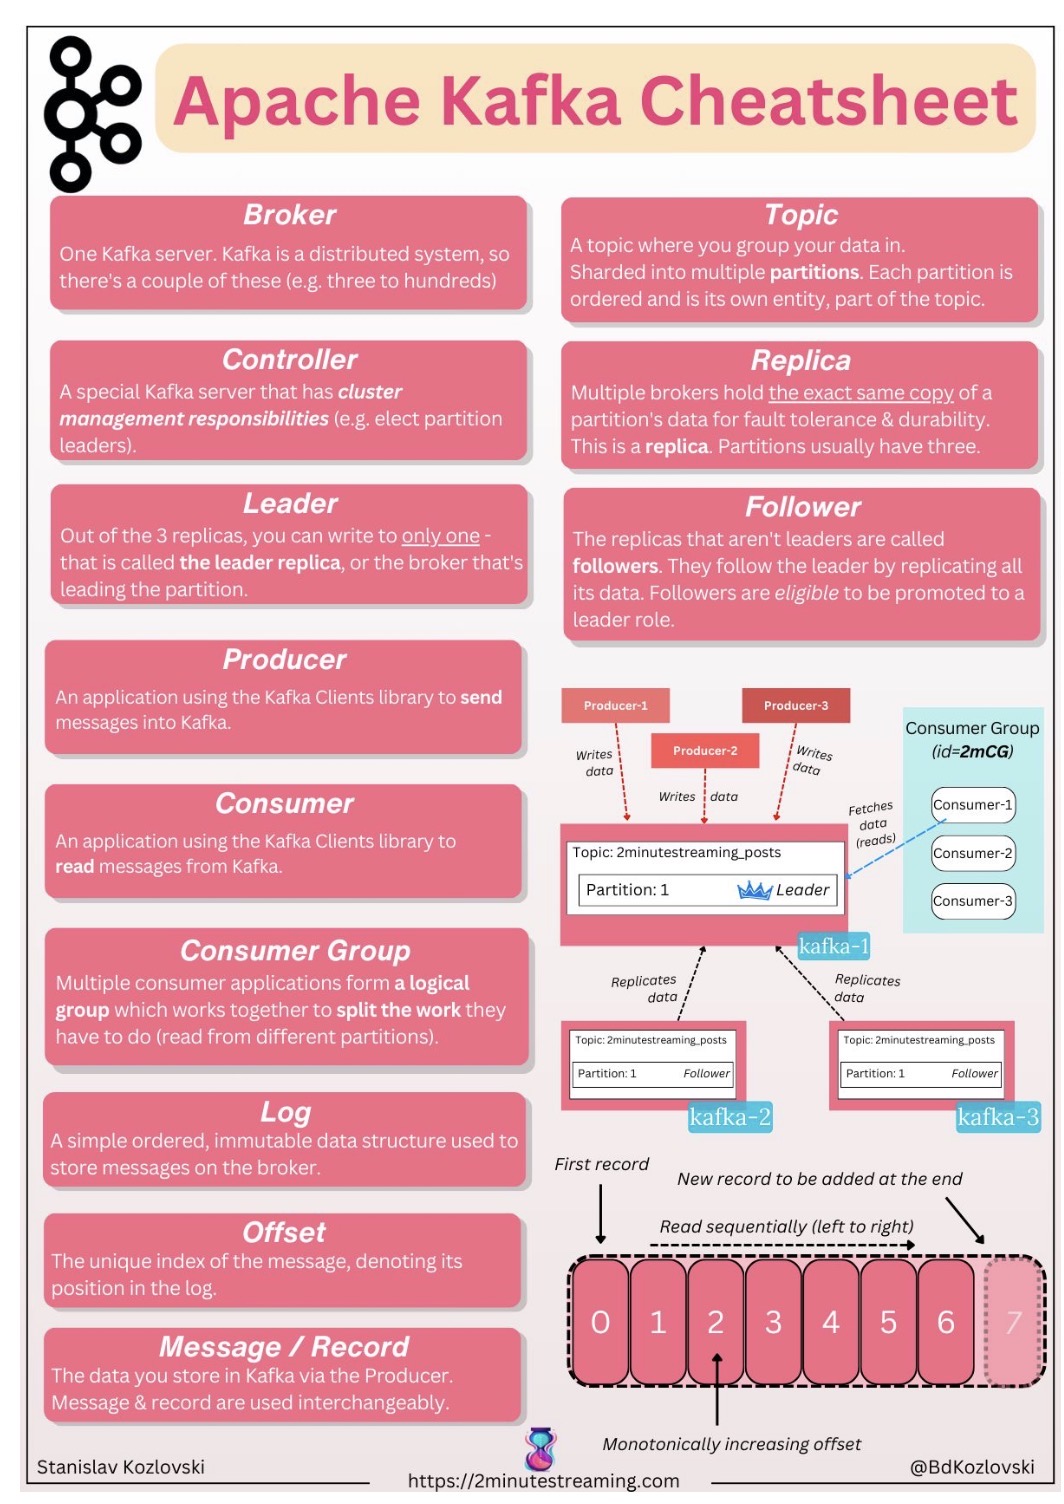 Apache Kafka Cheatsheet
Broker
One Kafka server. Kafka is a distributed system, so
there's a couple of these (e.g. three to hundreds)
Topic
A topic where you group your data in.
Sharded into multiple partitions. Each partition is
ordered and is its own entity, part of the topic.
Controller
A special Kafka server that has cluster
management responsibilities (e.g. elect partition
leaders).
Replica
Multiple brokers hold the exact same copy of a
partition's data for fault tolerance & durability.
This is a replica. Partitions usually have three.
Leader
Out of the 3 replicas, you can write to only one -
that is called the leader replica, or the broker that's
leading the partition.
Follower
The replicas that aren't leaders are called
followers. They follow the leader by replicating all
its data. Followers are eligible to be promoted to a
leader role.
Producer
An application using the Kafka Clients library to send
messages into Kafka.
Consumer
An application using the Kafka Clients library to
read messages from Kafka.
Consumer Group
Multiple consumer applications form a logical
group which works together to split the work they
have to do (read from different partitions).
Log
A simple ordered, immutable data structure used to
store messages on the broker.
Offset
The unique index of the message, denoting its
position in the log.
Message / Record
The data you store in Kafka via the Producer.
Message & record are used interchangeably.
Producer-1
Producer-3
Producer-2
Writes
data
Writes data
Writes
data
Consumer Group
(id=2mCG)
Consumer-1
Consumer-2
Consumer-3
Fetches
data
(reads)
Topic: 2minutestreaming_posts
Partition: 1 Leader
kafka-1
Replicates
data
Replicates
data
Topic: 2minutestreaming_posts
Partition: 1 Follower
kafka-2
Topic: 2minutestreaming_posts
Partition: 1 Follower
kafka-3
First record
New record to be added at the end
Read sequentially (left to right)
0 1 2 3 4 5 6 7
Monotonically increasing offset
Stanislav Kozlovski
https://2minutestreaming.com
@BdKozlovski